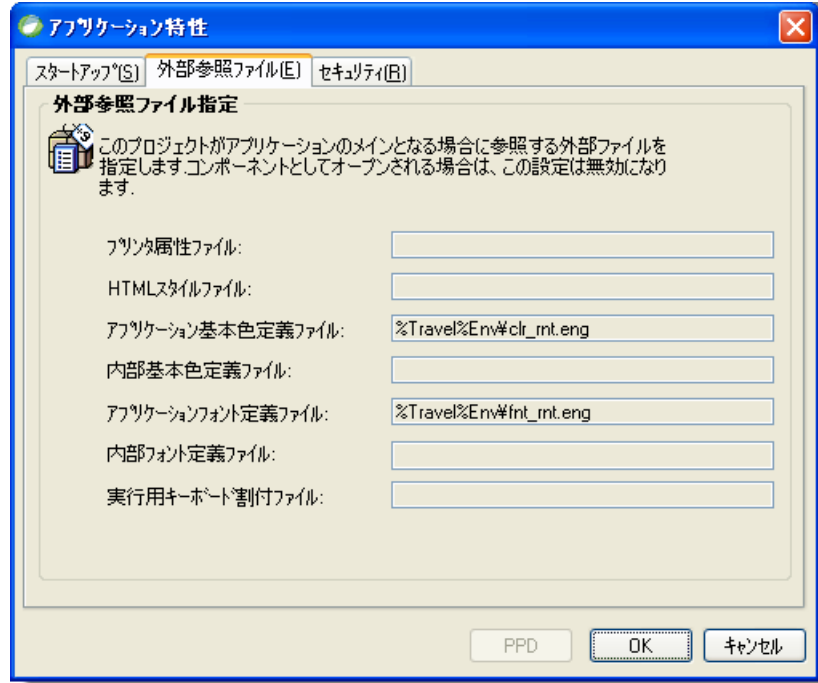 アプリケーション特性
スタートアップ(S) 外部参照ファイル(E) セキュリティ(R)
外部参照ファイル指定
このプロジェクトがアプリケーションのメインとなる場合に参照する外部ファイルを
指定します.コンポーネントとしてオープンされる場合は、この設定は無効になり
ます.
プリンタ属性ファイル:
HTMLスタイルファイル:
アプリケーション基本色定義ファイル: %Travel%Env¥clr_rnt.eng
内部基本色定義ファイル:
アプリケーションフォント定義ファイル: %Travel%Env¥fnt_rnt.eng
内部フォント定義ファイル:
実行用キーボード割付ファイル:
PPD OK キャンセル